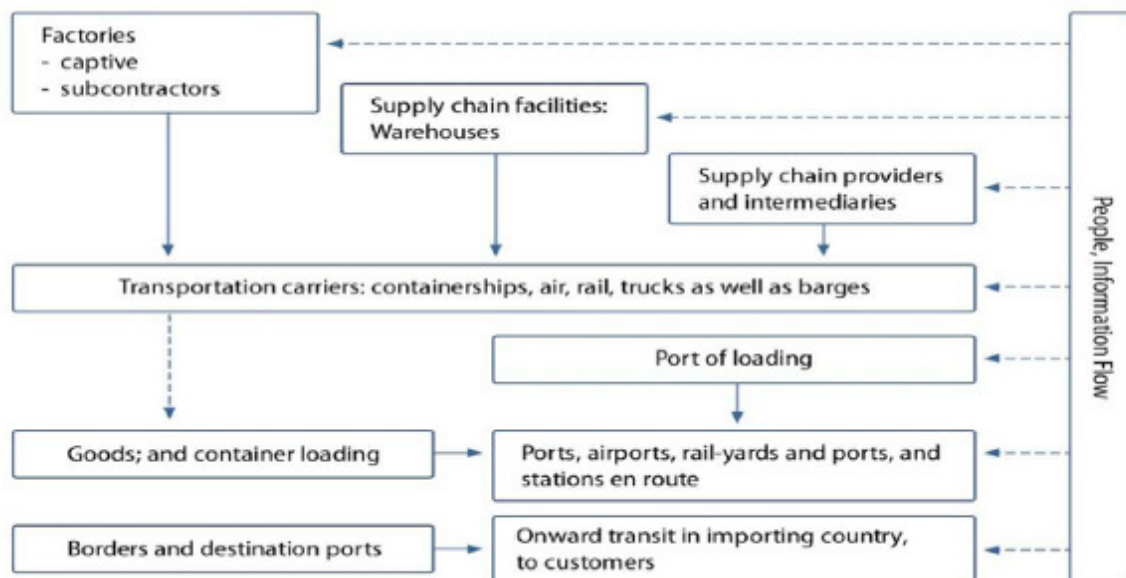 Factories
- captive
- subcontractors
Supply chain facilities:
Warehouses
Supply chain providers
and intermediaries
Transportation carriers: containerships, air, rail, trucks as well as barges
Port of loading
Goods; and container loading
Ports, airports, rail-yards and ports, and
stations en route
Borders and destination ports
Onward transit in importing country,
to customers
People, Information Flow